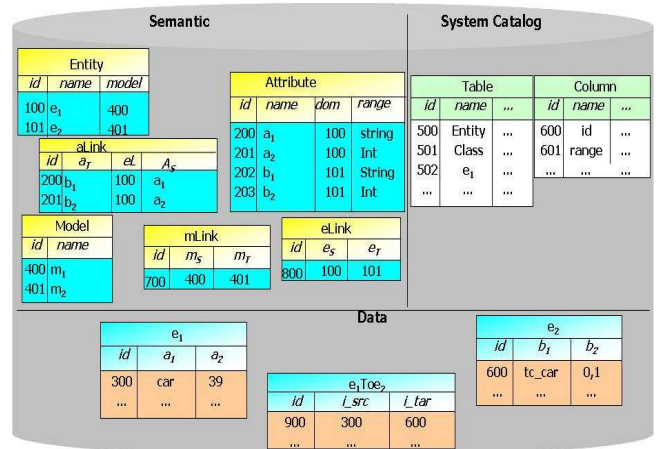 Semantic
System Catalog
Entity
id name model
100 e1 400
101 e2 401
Attribute
id name dom range
200 a1 100 string
201 a2 100 Int
202 b1 101 String
203 b2 101 Int
aLink
id aT eL AS
200 b1 100 a1
201 b2 100 a2
Model
id name
400 m1
401 m2
mLink
id mS mT
700 400 401
eLink
id eS eT
800 100 101
Table
id name ...
500 Entity ...
501 Class ...
502 e1 ...
... ... ...
Column
id name ...
600 id ...
601 range ...
... ... ...
Data
e1
id a1 a2
300 car 39
... ... ...
e1Toe2
id i_src i_tar
900 300 600
... ... ...
e2
id b1 b2
600 tc_car 0,1
... ... ...